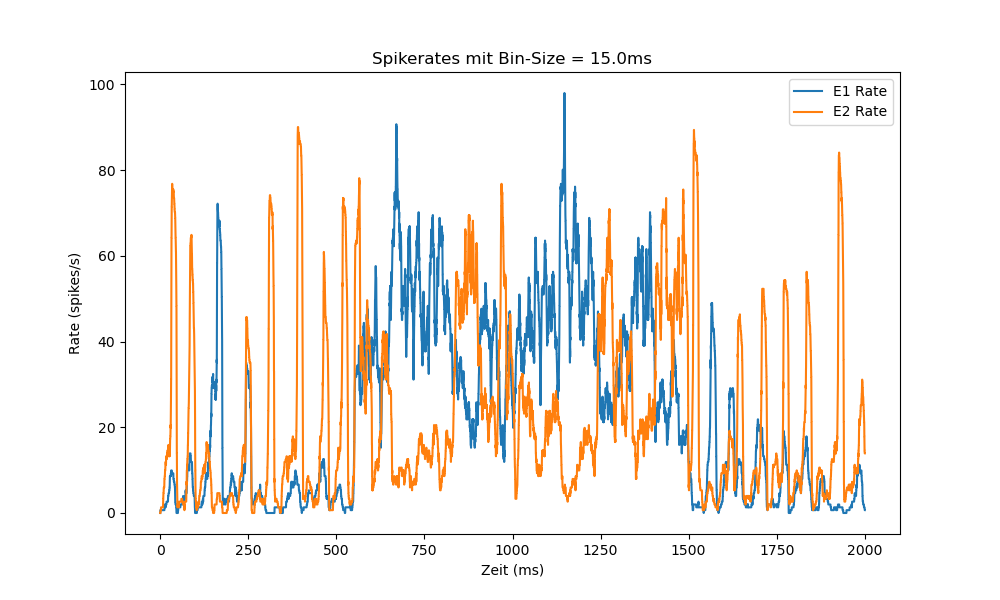 Spikerates mit Bin-Size = 15.0ms
E1 Rate
E2 Rate
Rate (spikes/s)
100
80
60
40
20
0
0 250 500 750 1000 1250 1500 1750 2000
Zeit (ms)